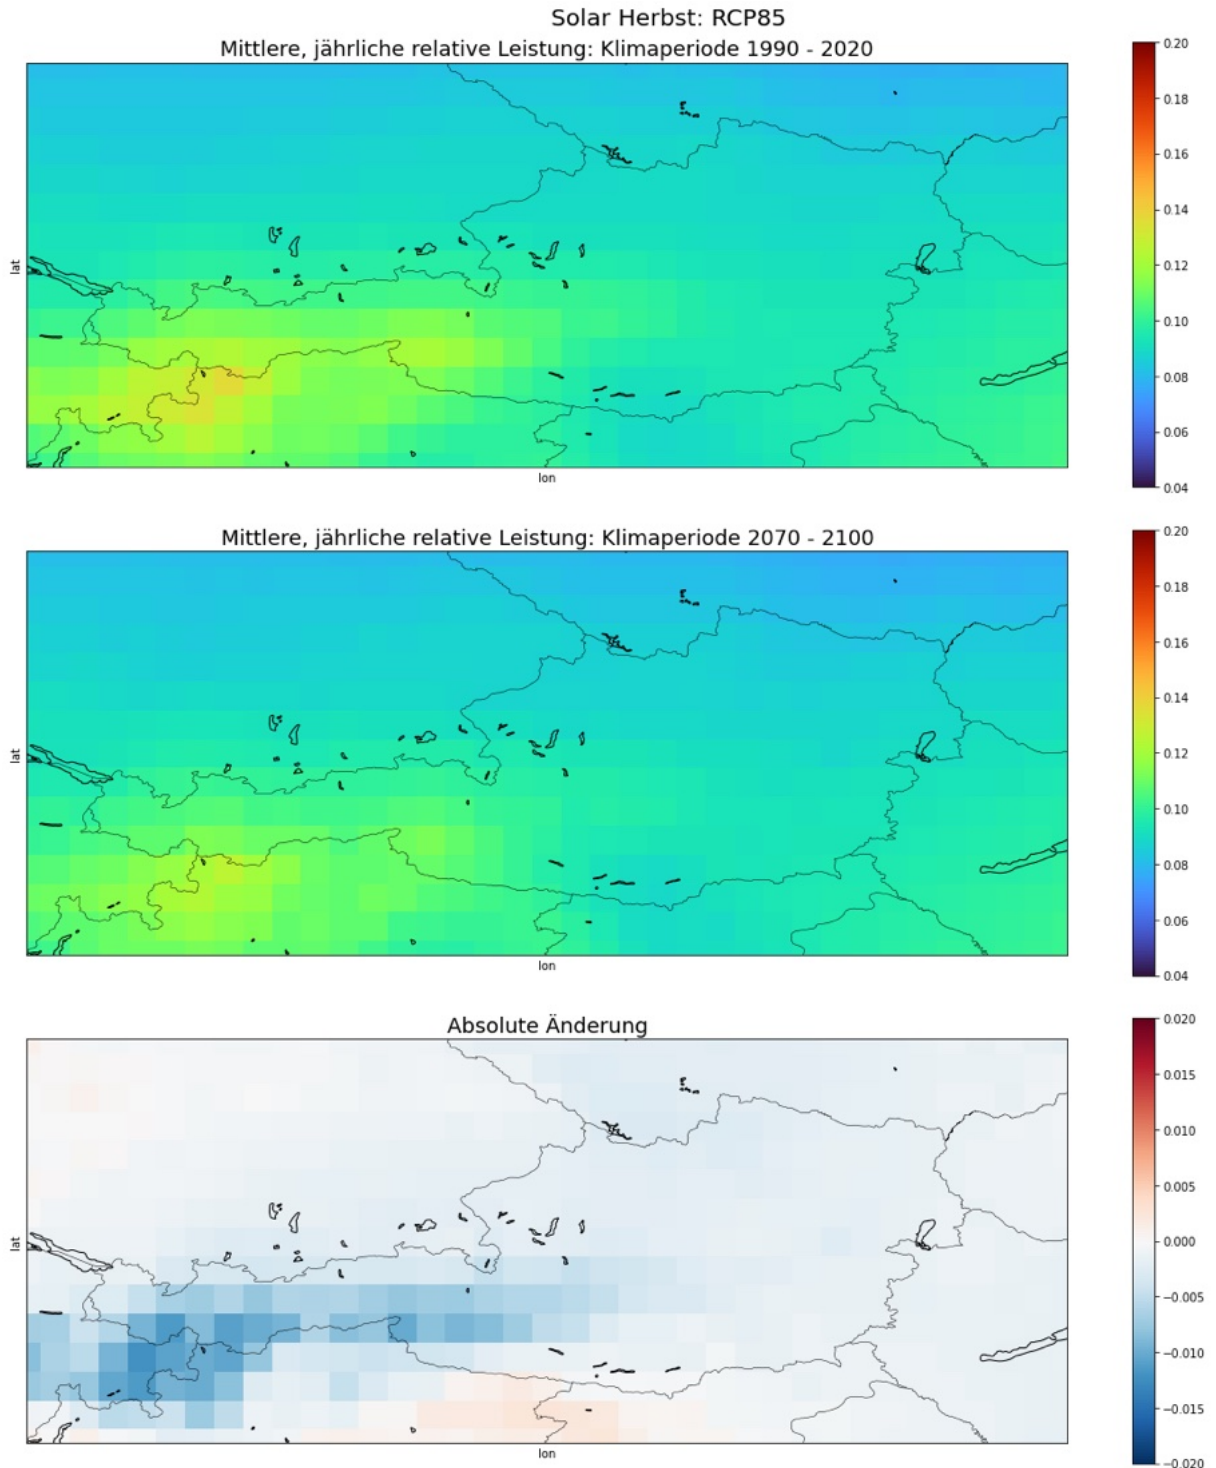 Solar Herbst: RCP85
Mittlere, jährliche relative Leistung: Klimaperiode 1990 - 2020
0.20
0.18
0.16
0.14
0.12
0.10
0.08
0.06
0.04
lat
lon
Mittlere, jährliche relative Leistung: Klimaperiode 2070 - 2100
0.20
0.18
0.16
0.14
0.12
0.10
0.08
0.06
0.04
lat
lon
Absolute Änderung
0.020
0.015
0.010
0.005
0.000
−0.005
−0.010
−0.015
−0.020
lat
lon